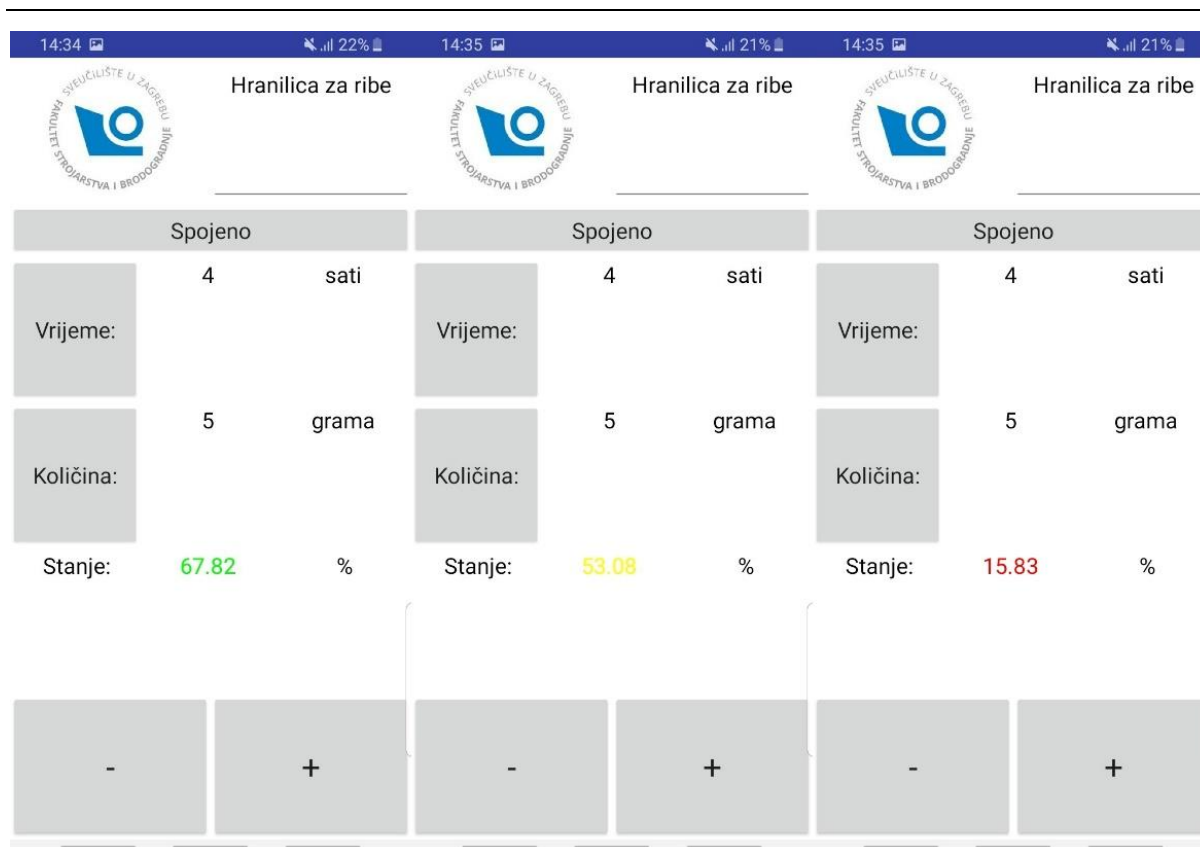 14:34 22%
SVEUČILIŠTE U ZAGREBU
FAKULTET STROJARSTVA I BRODOGRADNJE
Hranilica za ribe
Spojeno
Vrijeme: 4 sati
Količina: 5 grama
Stanje: 67.82 %
- +
14:35 21%
SVEUČILIŠTE U ZAGREBU
FAKULTET STROJARSTVA I BRODOGRADNJE
Hranilica za ribe
Spojeno
Vrijeme: 4 sati
Količina: 5 grama
Stanje: 53.08 %
- +
14:35 21%
SVEUČILIŠTE U ZAGREBU
FAKULTET STROJARSTVA I BRODOGRADNJE
Hranilica za ribe
Spojeno
Vrijeme: 4 sati
Količina: 5 grama
Stanje: 15.83 %
- +